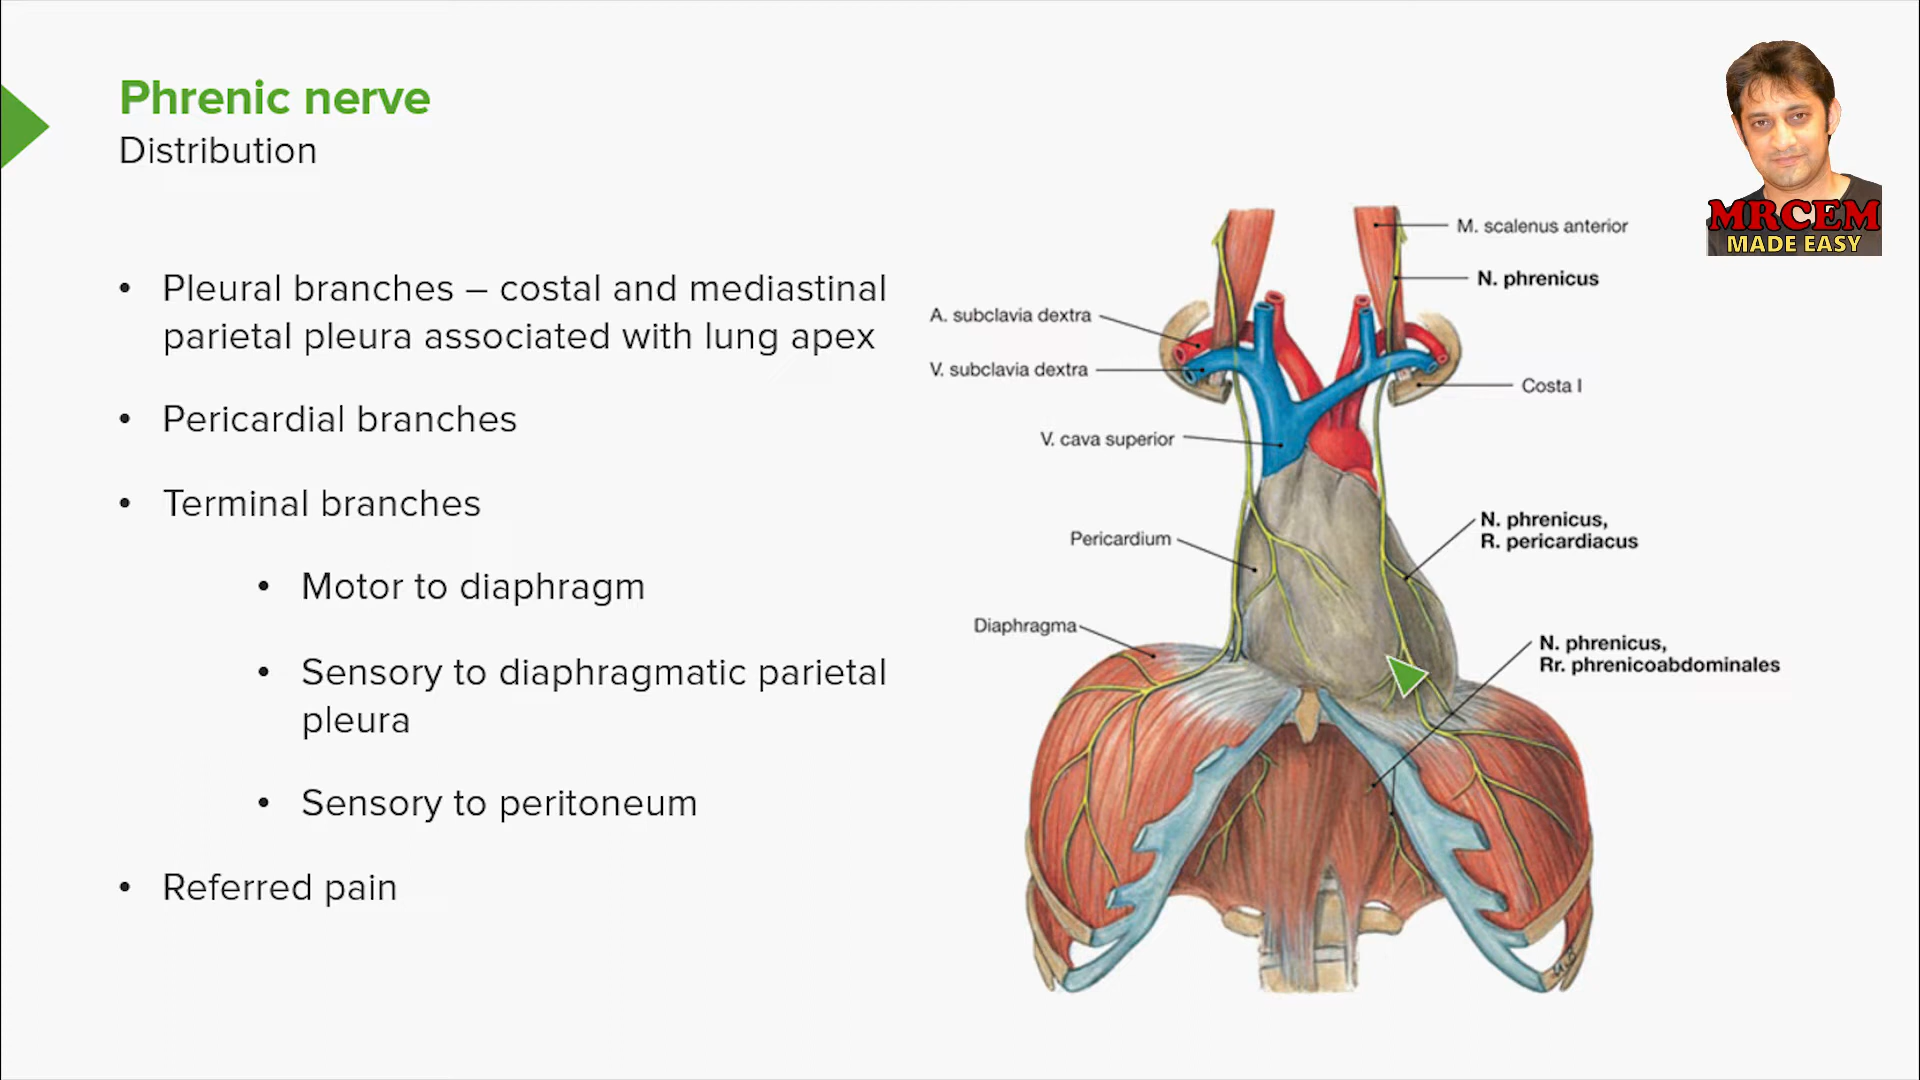 Phrenic nerve
Distribution
• Pleural branches – costal and mediastinal
parietal pleura associated with lung apex
• Pericardial branches
• Terminal branches
• Motor to diaphragm
• Sensory to diaphragmatic parietal
pleura
• Sensory to peritoneum
• Referred pain
M. scalenus anterior
N. phrenicus
A. subclavia dextra
V. subclavia dextra
Costa I
V. cava superior
N. phrenicus,
R. pericardiacus
Pericardium
Diaphragma
N. phrenicus,
Rr. phrenicoabdominales
MRCEM
MADE EASY